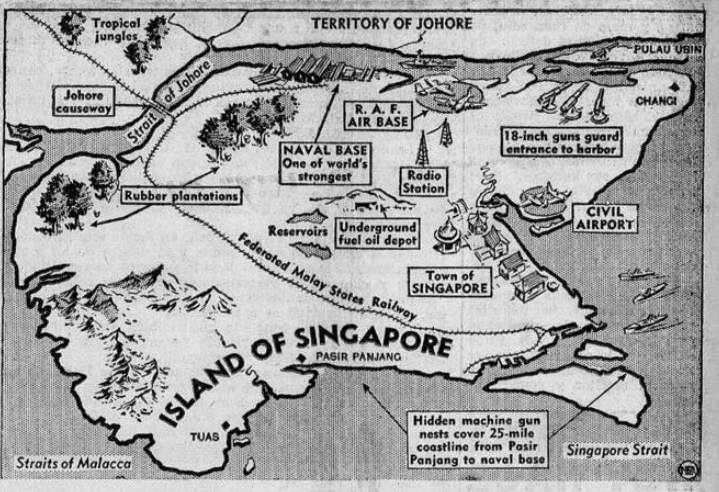 Tropical
jungles
TERRITORY OF JOHORE
PULAU UBIN
Johore
causeway
Strait of Johore
R. A. F.
AIR BASE
CHANGI
18-inch guns guard
entrance to harbor
NAVAL BASE
One of world's
strongest
Radio
Station
Rubber plantations
Reservoirs
Underground
fuel oil depot
CIVIL
AIRPORT
Federated Malay States Railway
Town of
SINGAPORE
ISLAND OF SINGAPORE
PASIR PANJANG
TUAS
Hidden machine gun
nests cover 25-mile
coastline from Pasir
Panjang to naval base
Straits of Malacca
Singapore Strait
NEA